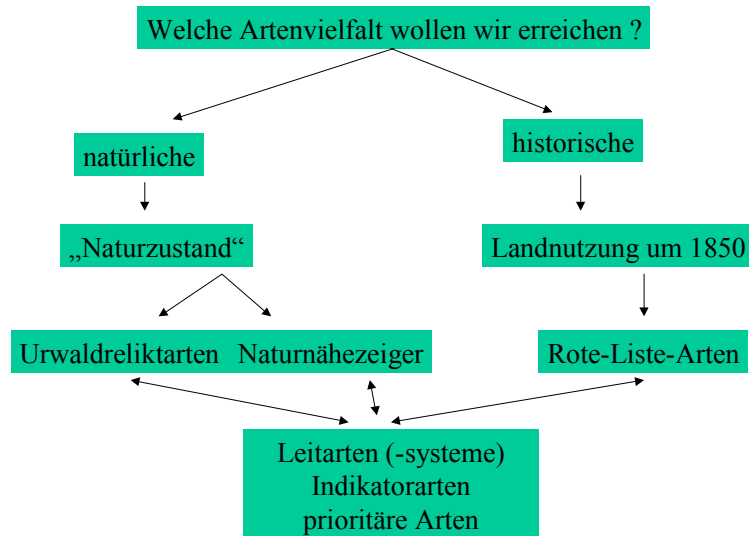 Welche Artenvielfalt wollen wir erreichen ?
natürliche
historische
„Naturzustand“
Landnutzung um 1850
Urwaldreliktarten Naturnähezeiger
Rote-Liste-Arten
Leitarten (-systeme)
Indikatorarten
prioritäre Arten